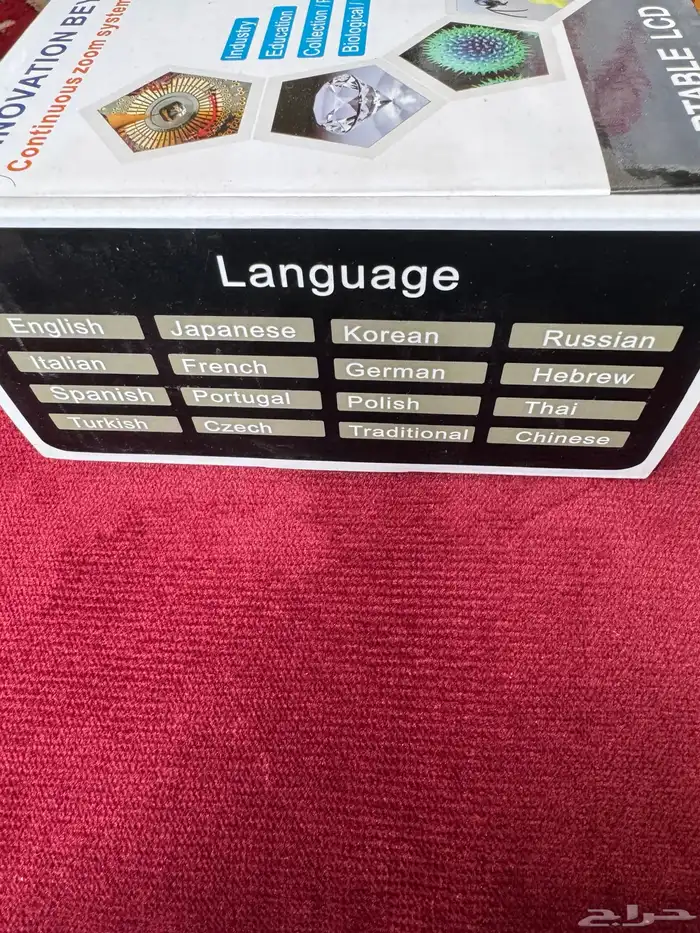 NOVATION BEY
Continuous zoom system
Industry
Education
Collection /
Biological /
TABLE LCD
Language
English Japanese Korean Russian
Italian French German Hebrew
Spanish Portugal Polish Thai
Turkish Czech Traditional Chinese
حراج